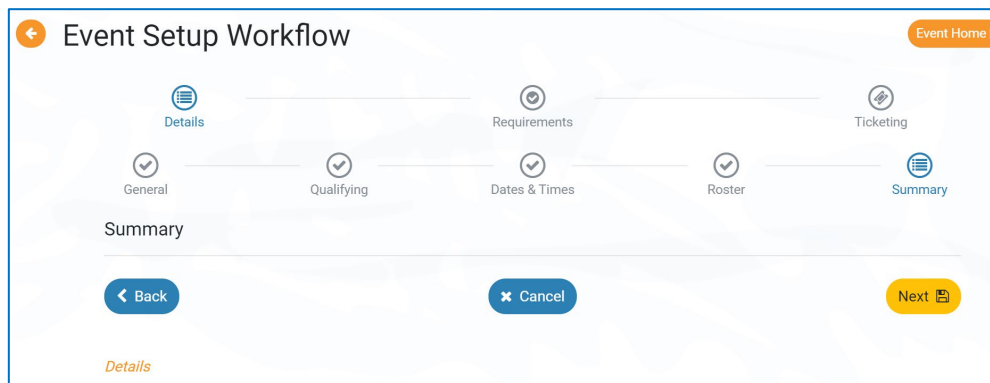 Event Setup Workflow
Event Home
Details
Requirements
Ticketing
General
Qualifying
Dates & Times
Roster
Summary
Summary
Back
Cancel
Next
Details